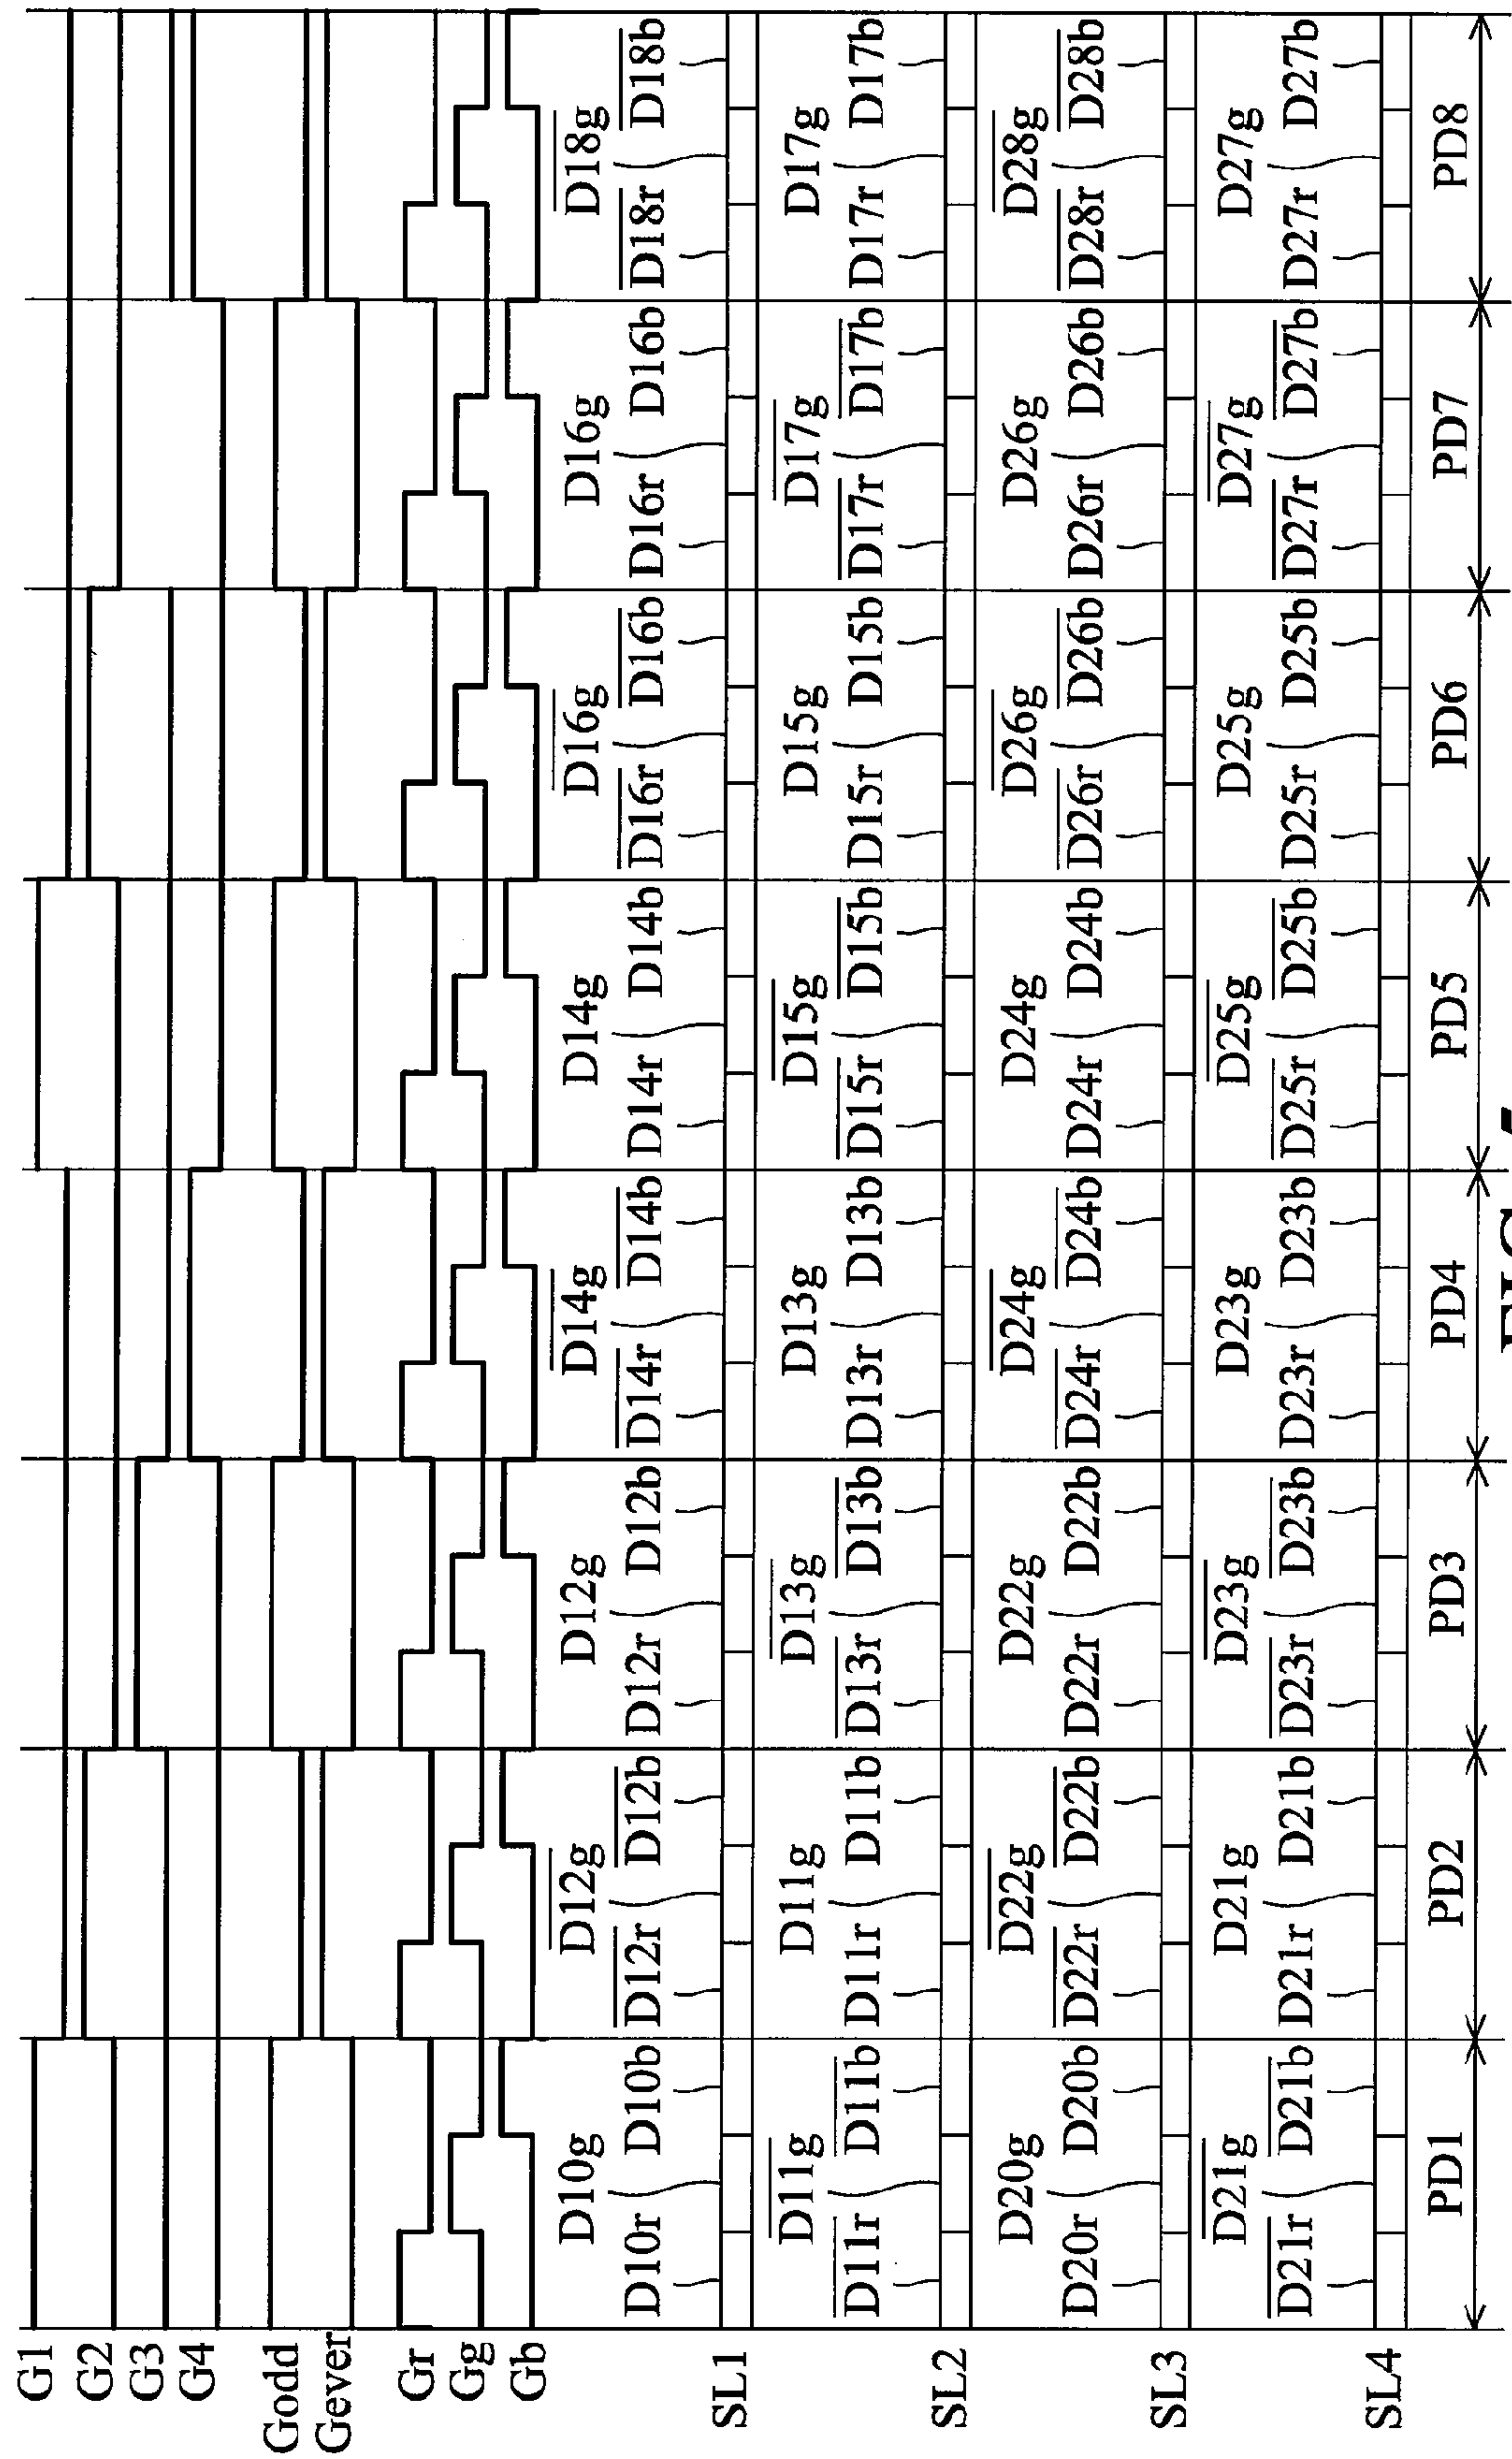 G1
G2
G3
G4
Godd
Gever
Gr
Gg
Gb
D10g D12g D12g D14g D14g D16g D16g D18g
D10r D10b D12r D12b D12r D12b D14r D14b D14r D14b D16r D16b D16r D16b D18r D18b
SL1
D11g D11g D13g D13g D15g D15g D17g D17g
D11r D11b D11r D11b D13r D13b D13r D13b D15r D15b D15r D15b D17r D17b D17r D17b
SL2
D20g D22g D22g D24g D24g D26g D26g D28g
D20r D20b D22r D22b D22r D22b D24r D24b D24r D24b D26r D26b D26r D26b D28r D28b
SL3
D21g D21g D23g D23g D25g D25g D27g D27g
D21r D21b D21r D21b D23r D23b D23r D23b D25r D25b D25r D25b D27r D27b D27r D27b
SL4
PD1 PD2 PD3 PD4 PD5 PD6 PD7 PD8